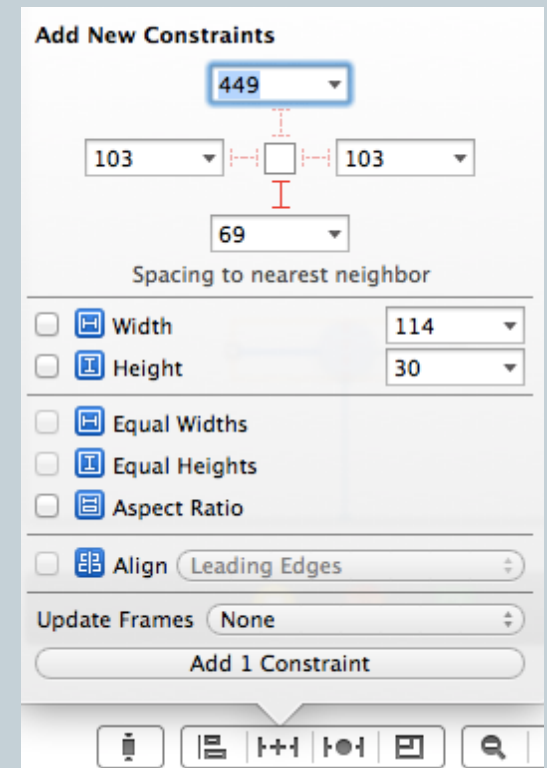 Add New Constraints
449
103 103
69
Spacing to nearest neighbor
Width 114
Height 30
Equal Widths
Equal Heights
Aspect Ratio
Align Leading Edges
Update Frames None
Add 1 Constraint